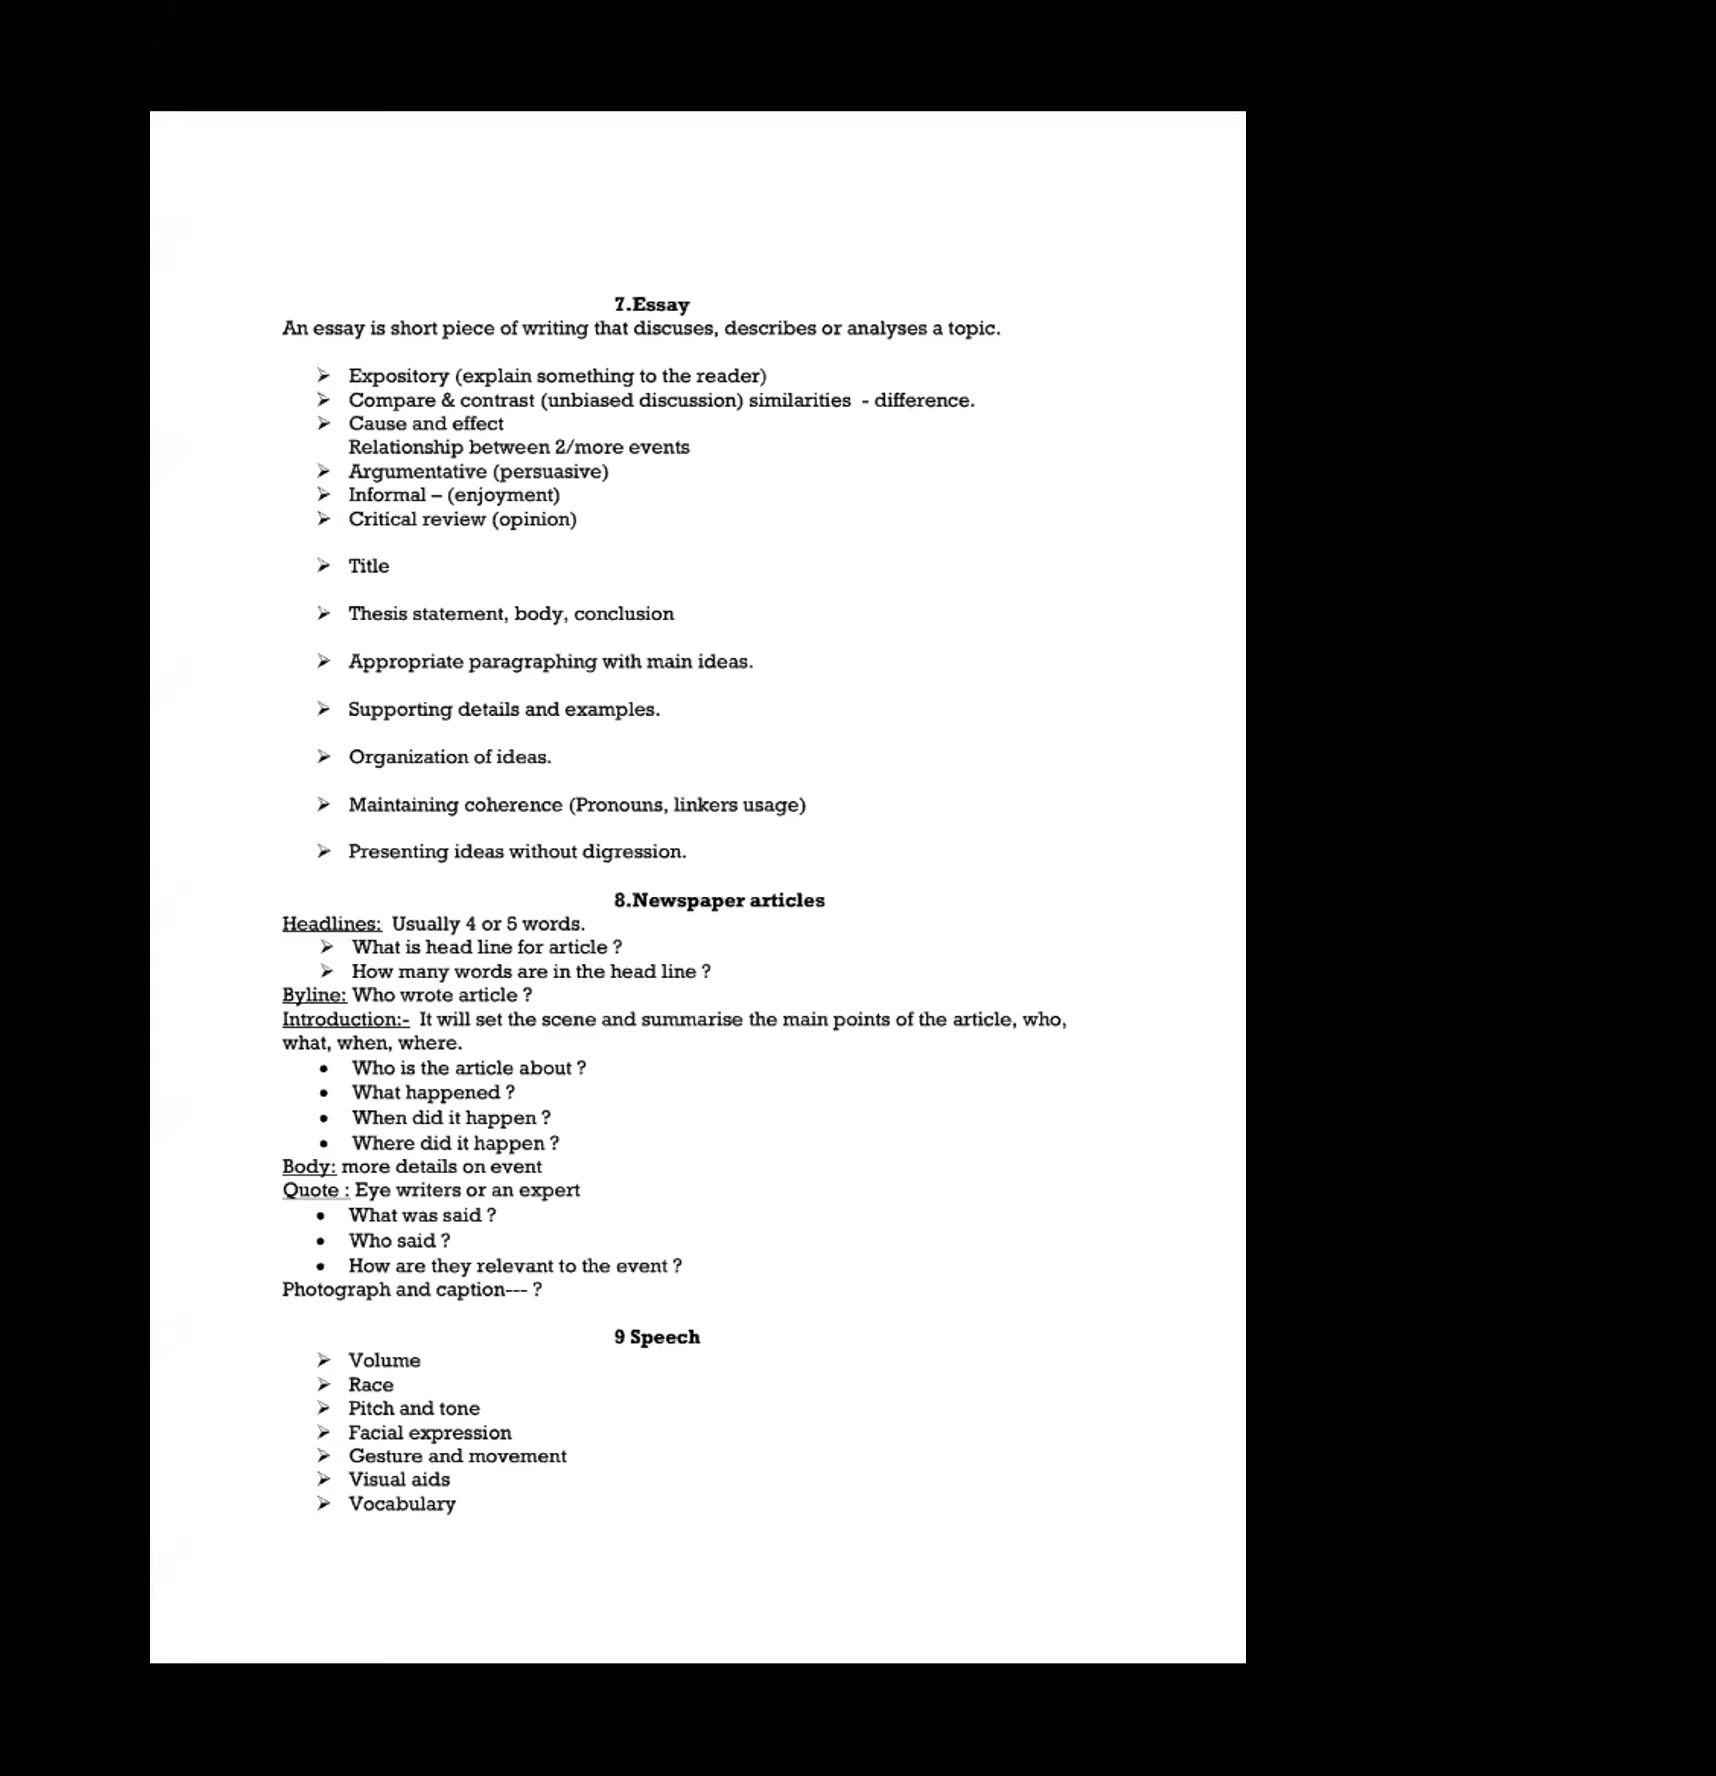 7.Essay
An essay is short piece of writing that discuses, describes or analyses a topic.
➢ Expository (explain something to the reader)
➢ Compare & contrast (unbiased discussion) similarities - difference.
➢ Cause and effect
Relationship between 2/more events
➢ Argumentative (persuasive)
➢ Informal – (enjoyment)
➢ Critical review (opinion)
➢ Title
➢ Thesis statement, body, conclusion
➢ Appropriate paragraphing with main ideas.
➢ Supporting details and examples.
➢ Organization of ideas.
➢ Maintaining coherence (Pronouns, linkers usage)
➢ Presenting ideas without digression.
8.Newspaper articles
Headlines: Usually 4 or 5 words.
➢ What is head line for article ?
➢ How many words are in the head line ?
Byline: Who wrote article ?
Introduction:- It will set the scene and summarise the main points of the article, who,
what, when, where.
• Who is the article about ?
• What happened ?
• When did it happen ?
• Where did it happen ?
Body: more details on event
Quote : Eye writers or an expert
• What was said ?
• Who said ?
• How are they relevant to the event ?
Photograph and caption--- ?
9 Speech
➢ Volume
➢ Race
➢ Pitch and tone
➢ Facial expression
➢ Gesture and movement
➢ Visual aids
➢ Vocabulary